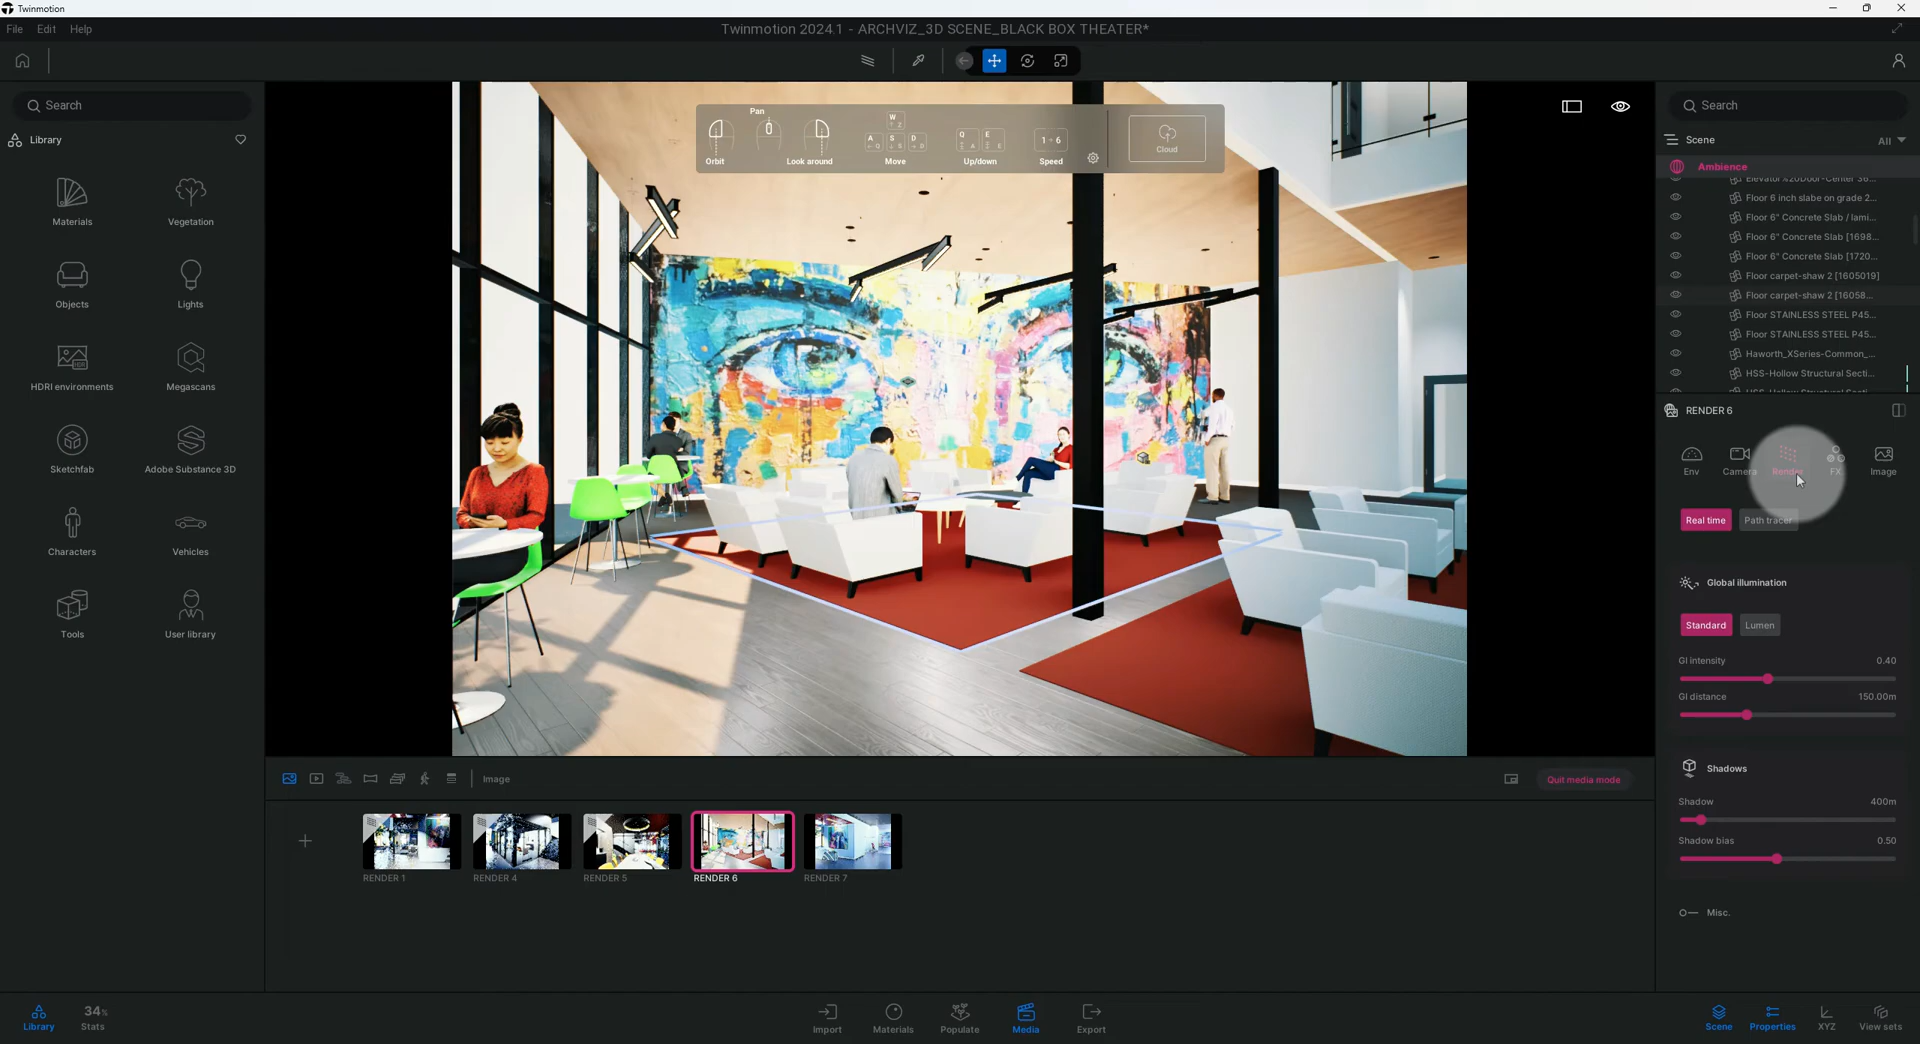 Twinmotion
File Edit Help
Twinmotion 2024.1 - ARCHVIZ_3D SCENE_BLACK BOX THEATER*
Search
Library
Materials
Vegetation
Objects
Lights
HDRI environments
Megascans
Sketchfab
Adobe Substance 3D
Characters
Vehicles
Tools
User library
Pan
Orbit
Look around
W
Z
A
Q
S
S
D
D
Move
Q
A
E
E
Up/down
1 - 6
Speed
Cloud
Search
Scene
All
Ambience
Floor 6 inch slabe on grade 2...
Floor 6" Concrete Slab / lami...
Floor 6" Concrete Slab [1698...
Floor 6" Concrete Slab [1720...
Floor carpet-shaw 2 [1605019]
Floor carpet-shaw 2 [16058...
Floor STAINLESS STEEL P45...
Floor STAINLESS STEEL P45...
Haworth_XSeries-Common_...
HSS-Hollow Structural Secti...
RENDER 6
Env
Camera
Render
FX
Image
Real time
Path tracer
Global illumination
Standard
Lumen
GI intensity 0.40
GI distance 150.00m
Shadows
Shadow 400m
Shadow bias 0.50
Misc.
Image
Quit media mode
RENDER 1
RENDER 4
RENDER 5
RENDER 6
RENDER 7
Library
34%
Stats
Import
Materials
Populate
Media
Export
Scene
Properties
XYZ
View sets